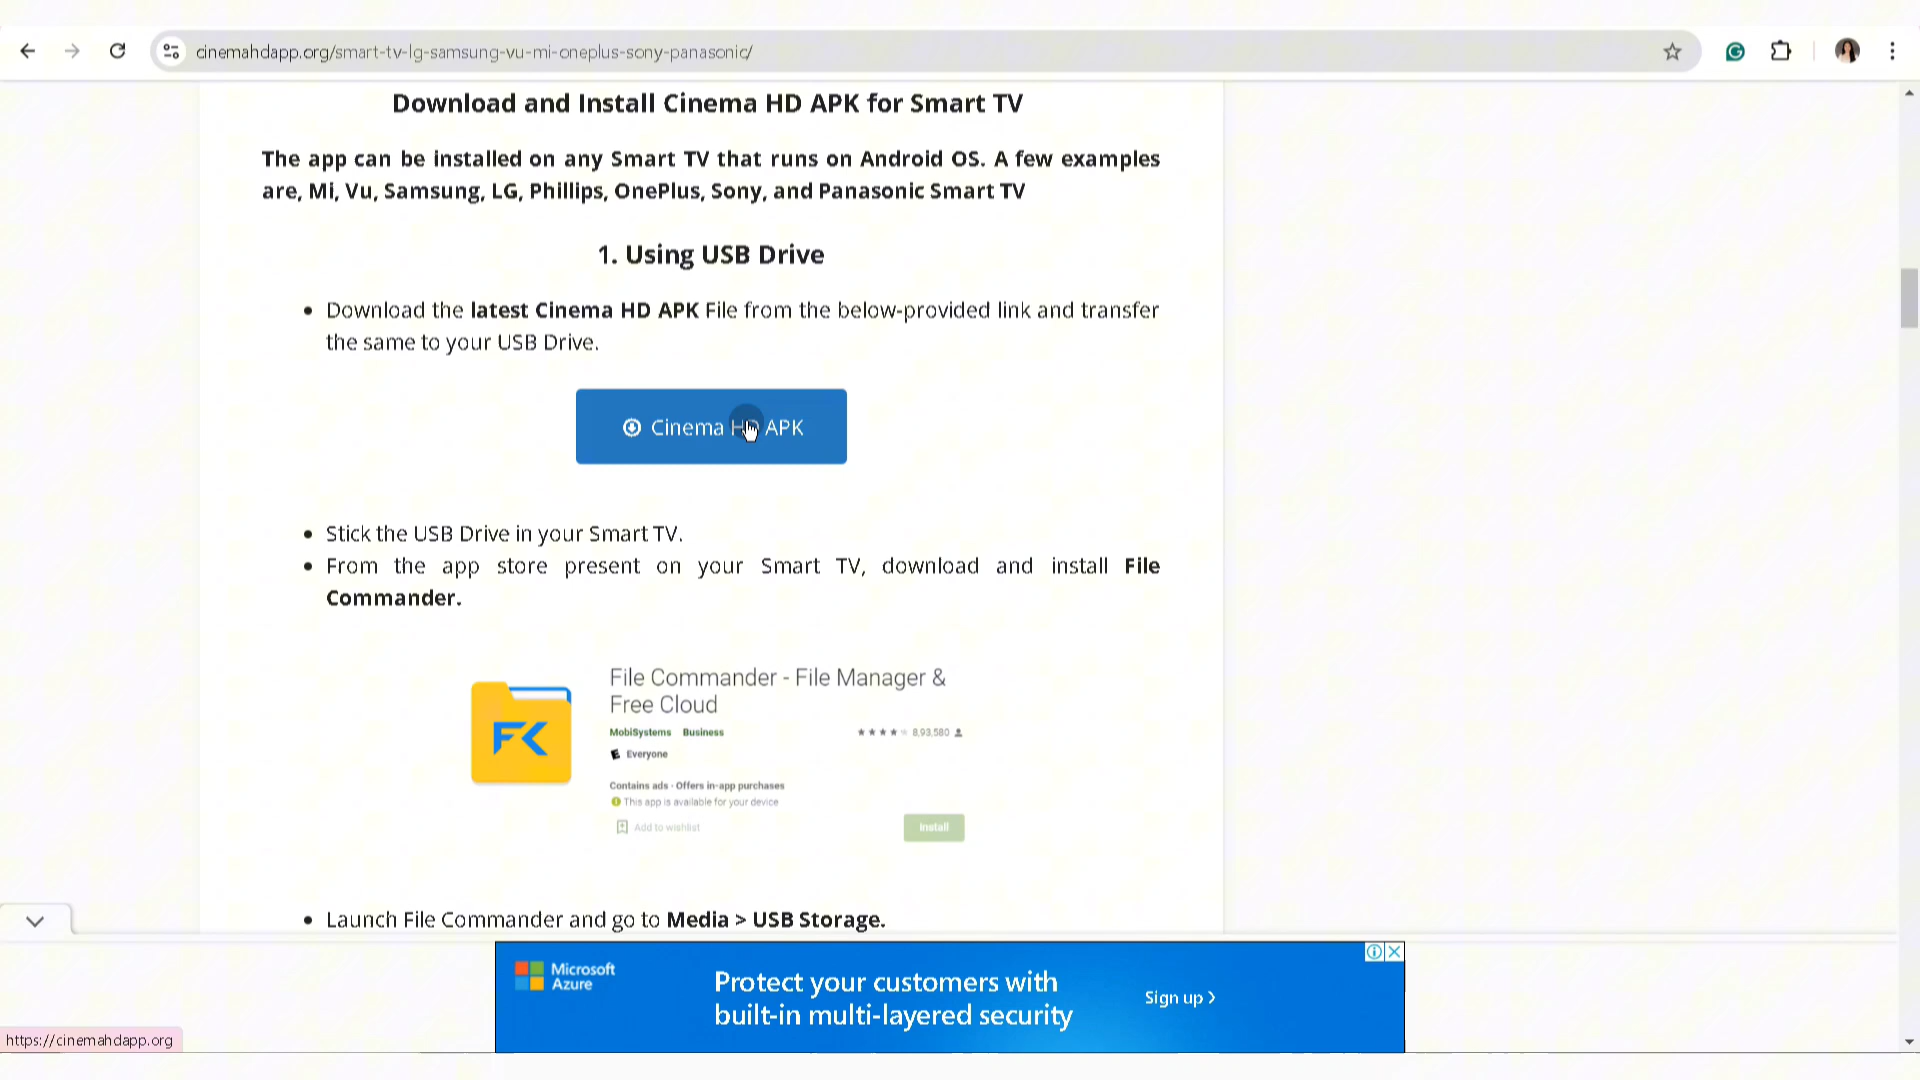 cinemahdapp.org/smart-tv-lg-samsung-vu-mi-oneplus-sony-panasonic/
Download and Install Cinema HD APK for Smart TV
The app can be installed on any Smart TV that runs on Android OS. A few examples
are, Mi, Vu, Samsung, LG, Phillips, OnePlus, Sony, and Panasonic Smart TV
1. Using USB Drive
• Download the latest Cinema HD APK File from the below-provided link and transfer
the same to your USB Drive.
Cinema HD APK
• Stick the USB Drive in your Smart TV.
• From the app store present on your Smart TV, download and install File
Commander.
File Commander - File Manager &
Free Cloud
MobiSystems Business
8,93,580
Everyone
Contains ads · Offers in-app purchases
This app is available for your device
Add to wishlist
Install
• Launch File Commander and go to Media > USB Storage.
Microsoft
Azure
Protect your customers with
built-in multi-layered security
Sign up >
https://cinemahdapp.org